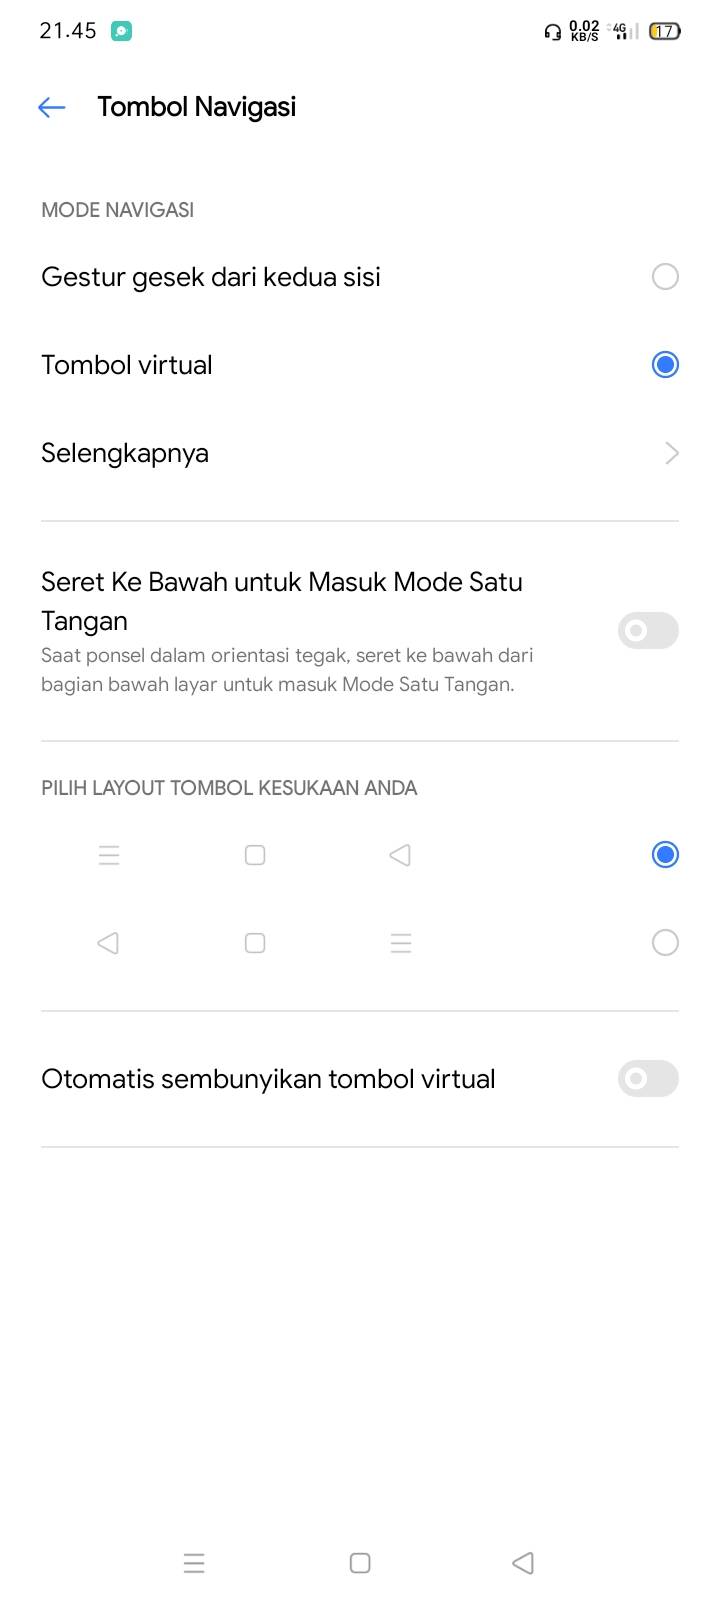 21.45
0.02
KB/S
4G
17
Tombol Navigasi
MODE NAVIGASI
Gestur gesek dari kedua sisi
Tombol virtual
Selengkapnya
Seret Ke Bawah untuk Masuk Mode Satu
Tangan
Saat ponsel dalam orientasi tegak, seret ke bawah dari
bagian bawah layar untuk masuk Mode Satu Tangan.
PILIH LAYOUT TOMBOL KESUKAAN ANDA
Otomatis sembunyikan tombol virtual